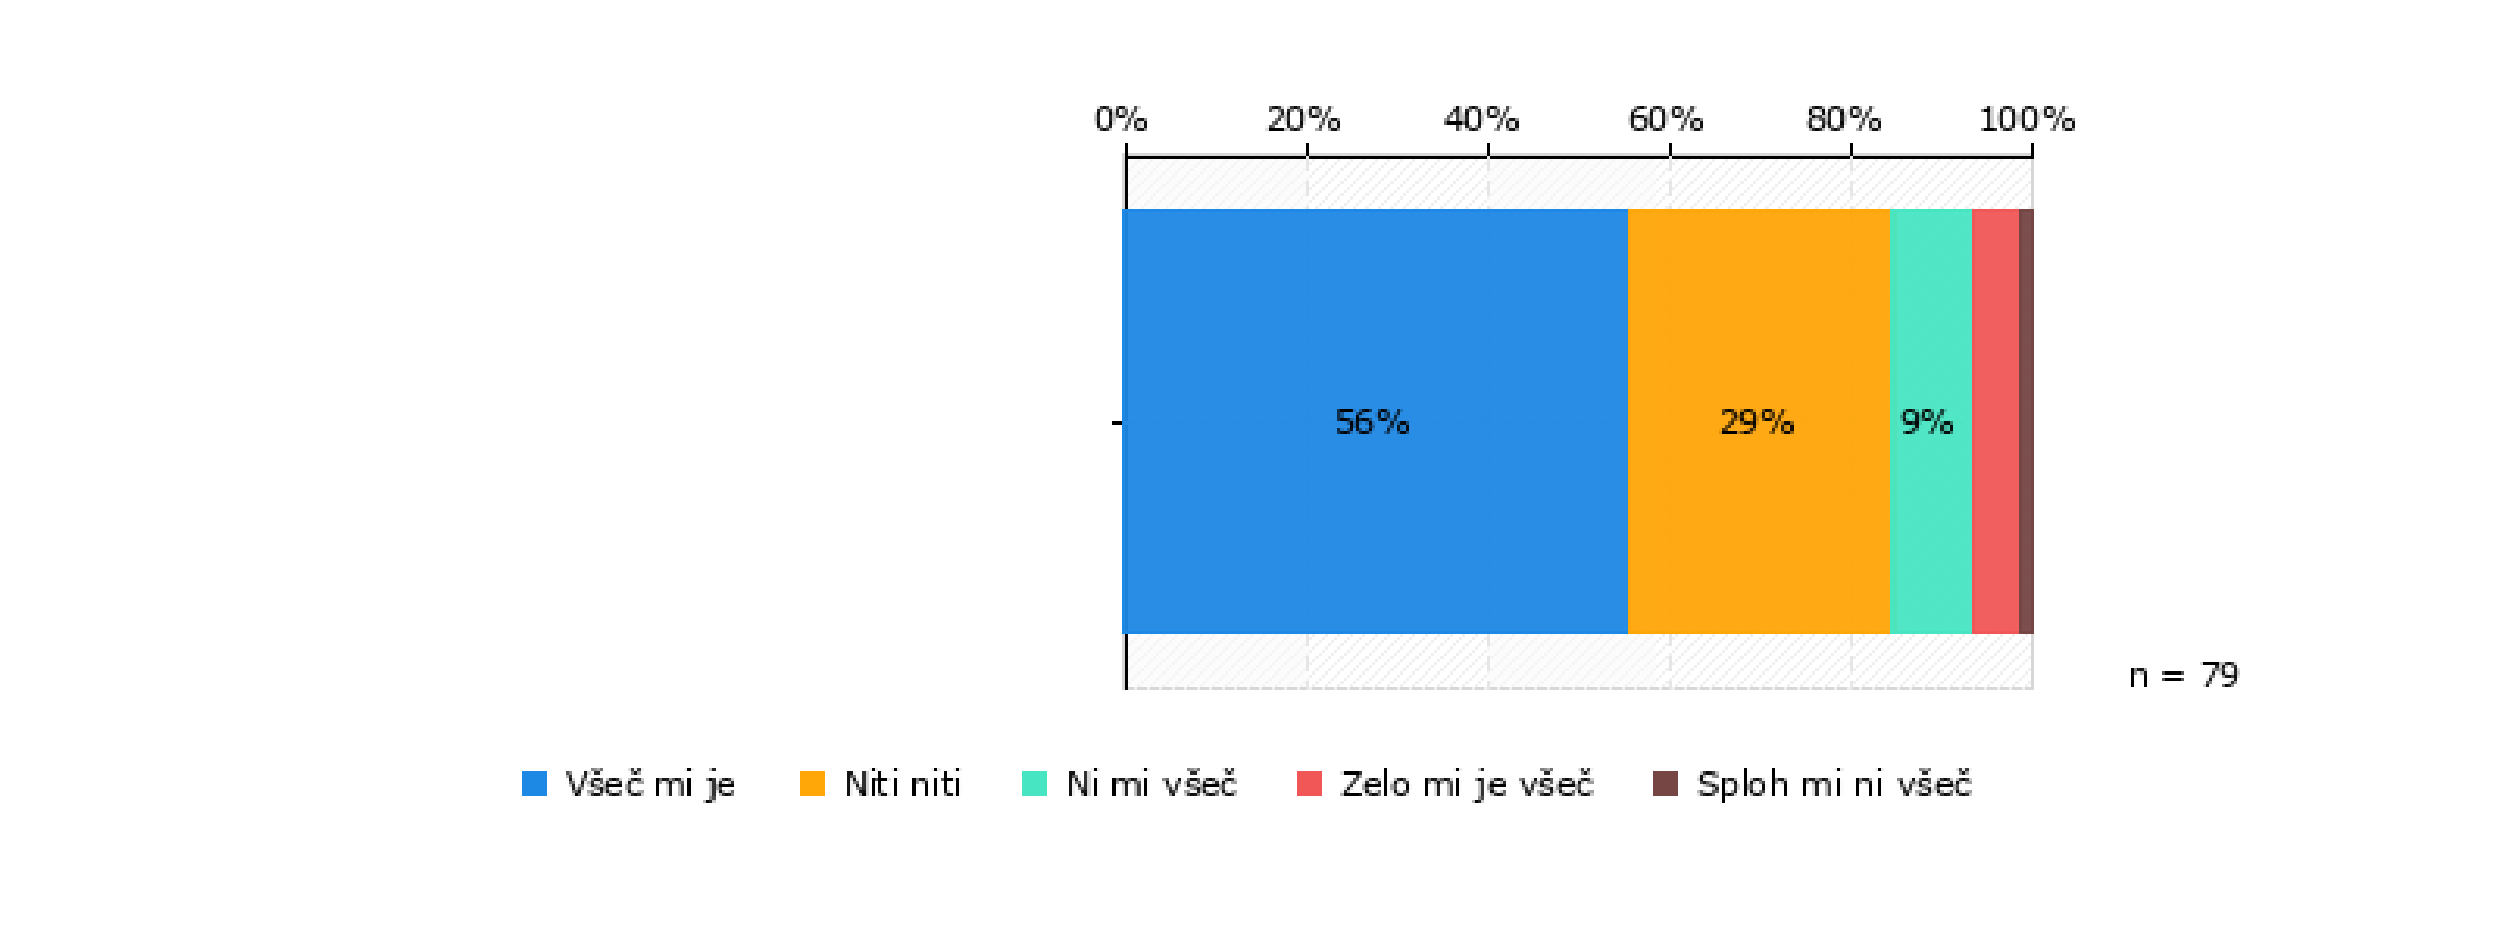 0% 20% 40% 60% 80% 100%
56% 29% 9%
n = 79
Všeč mi je Niti niti Ni mi všeč Zelo mi je všeč Sploh mi ni všeč